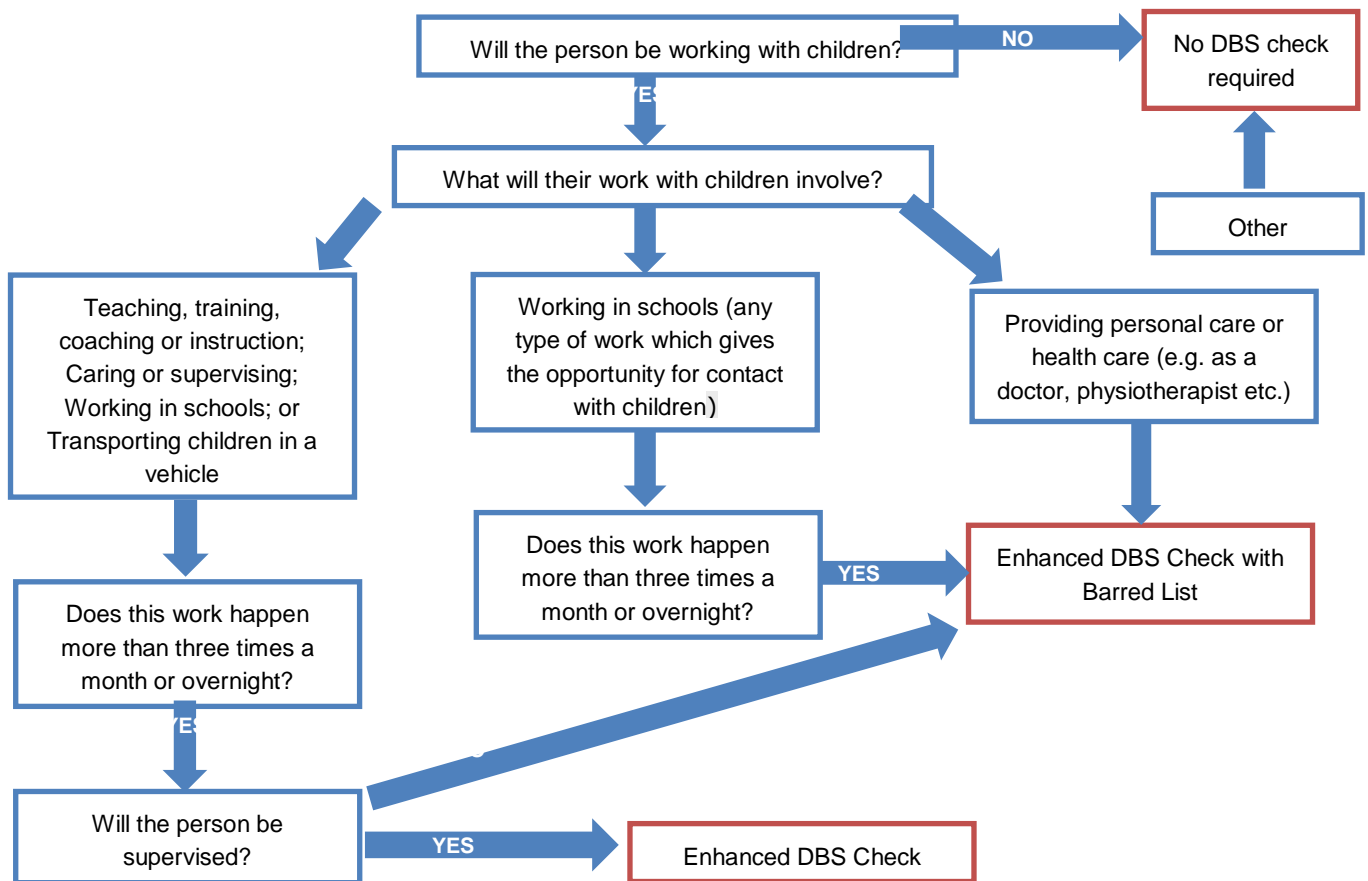 Will the person be working with children?
NO
No DBS check
required
YES
What will their work with children involve?
Other
Teaching, training,
coaching or instruction;
Caring or supervising;
Working in schools; or
Transporting children in a
vehicle
Working in schools (any
type of work which gives
the opportunity for contact
with children)
Providing personal care or
health care (e.g. as a
doctor, physiotherapist etc.)
Does this work happen
more than three times a
month or overnight?
YES
Enhanced DBS Check with
Barred List
Does this work happen
more than three times a
month or overnight?
YES
Will the person be
supervised?
YES
Enhanced DBS Check